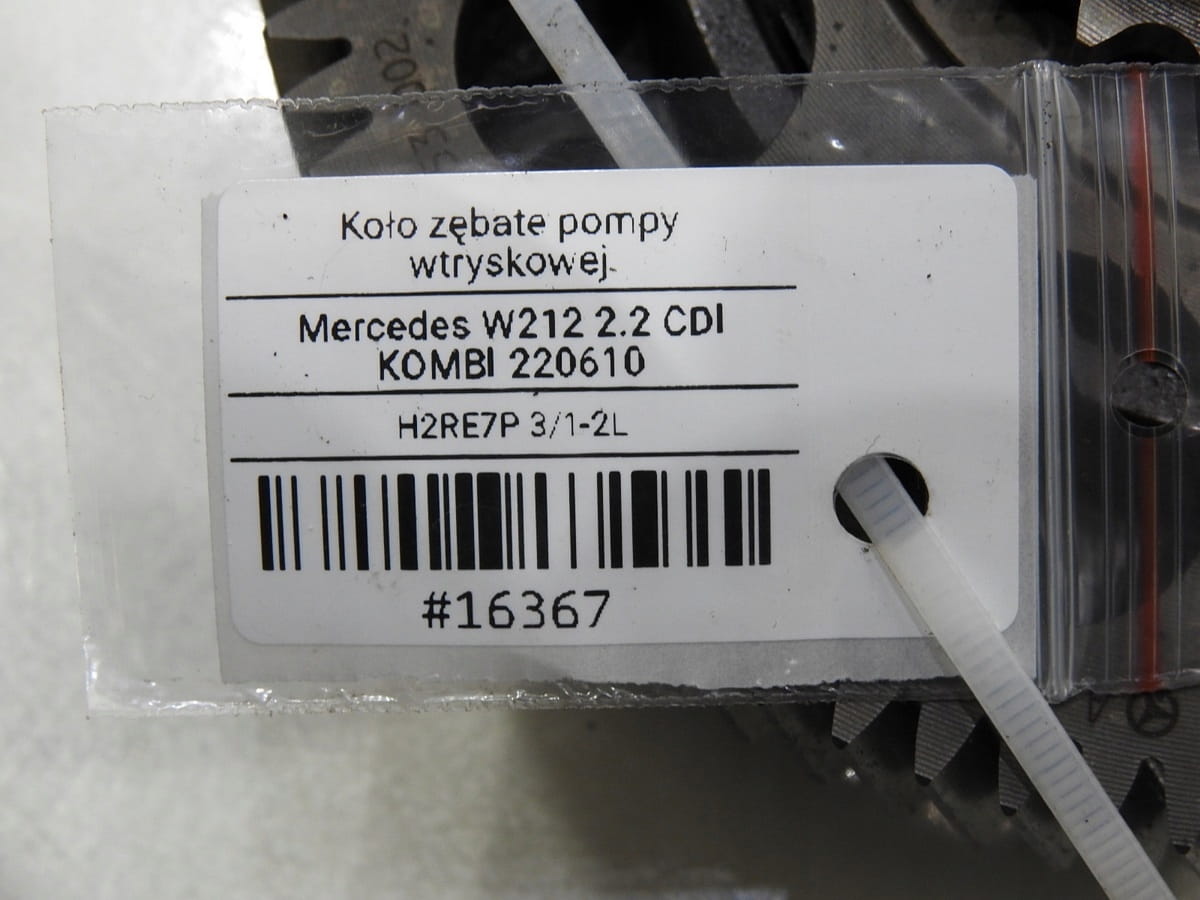 Koło zębate pompy
wtryskowej
Mercedes W212 2.2 CDI
KOMBI 220610
H2RE7P 3/1-2L
#16367